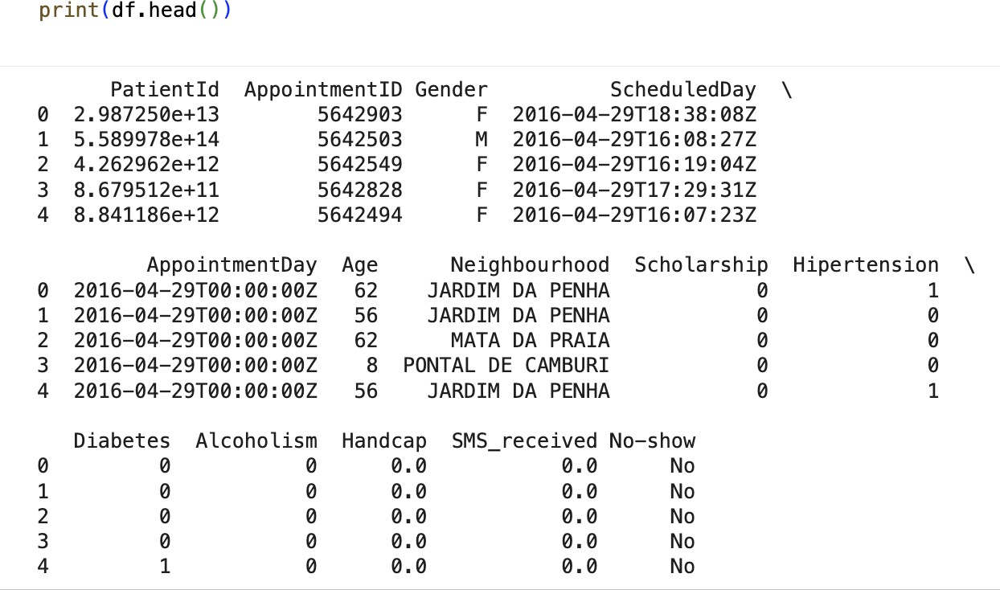 print(df.head())
PatientId AppointmentID Gender ScheduledDay \
0 2.987250e+13 5642903 F 2016-04-29T18:38:08Z
1 5.589978e+14 5642503 M 2016-04-29T16:08:27Z
2 4.262962e+12 5642549 F 2016-04-29T16:19:04Z
3 8.679512e+11 5642828 F 2016-04-29T17:29:31Z
4 8.841186e+12 5642494 F 2016-04-29T16:07:23Z
AppointmentDay Age Neighbourhood Scholarship Hipertension \
0 2016-04-29T00:00:00Z 62 JARDIM DA PENHA 0 1
1 2016-04-29T00:00:00Z 56 JARDIM DA PENHA 0 0
2 2016-04-29T00:00:00Z 62 MATA DA PRAIA 0 0
3 2016-04-29T00:00:00Z 8 PONTAL DE CAMBURI 0 0
4 2016-04-29T00:00:00Z 56 JARDIM DA PENHA 0 1
Diabetes Alcoholism Handcap SMS_received No-show
0 0 0 0.0 0.0 No
1 0 0 0.0 0.0 No
2 0 0 0.0 0.0 No
3 0 0 0.0 0.0 No
4 1 0 0.0 0.0 No